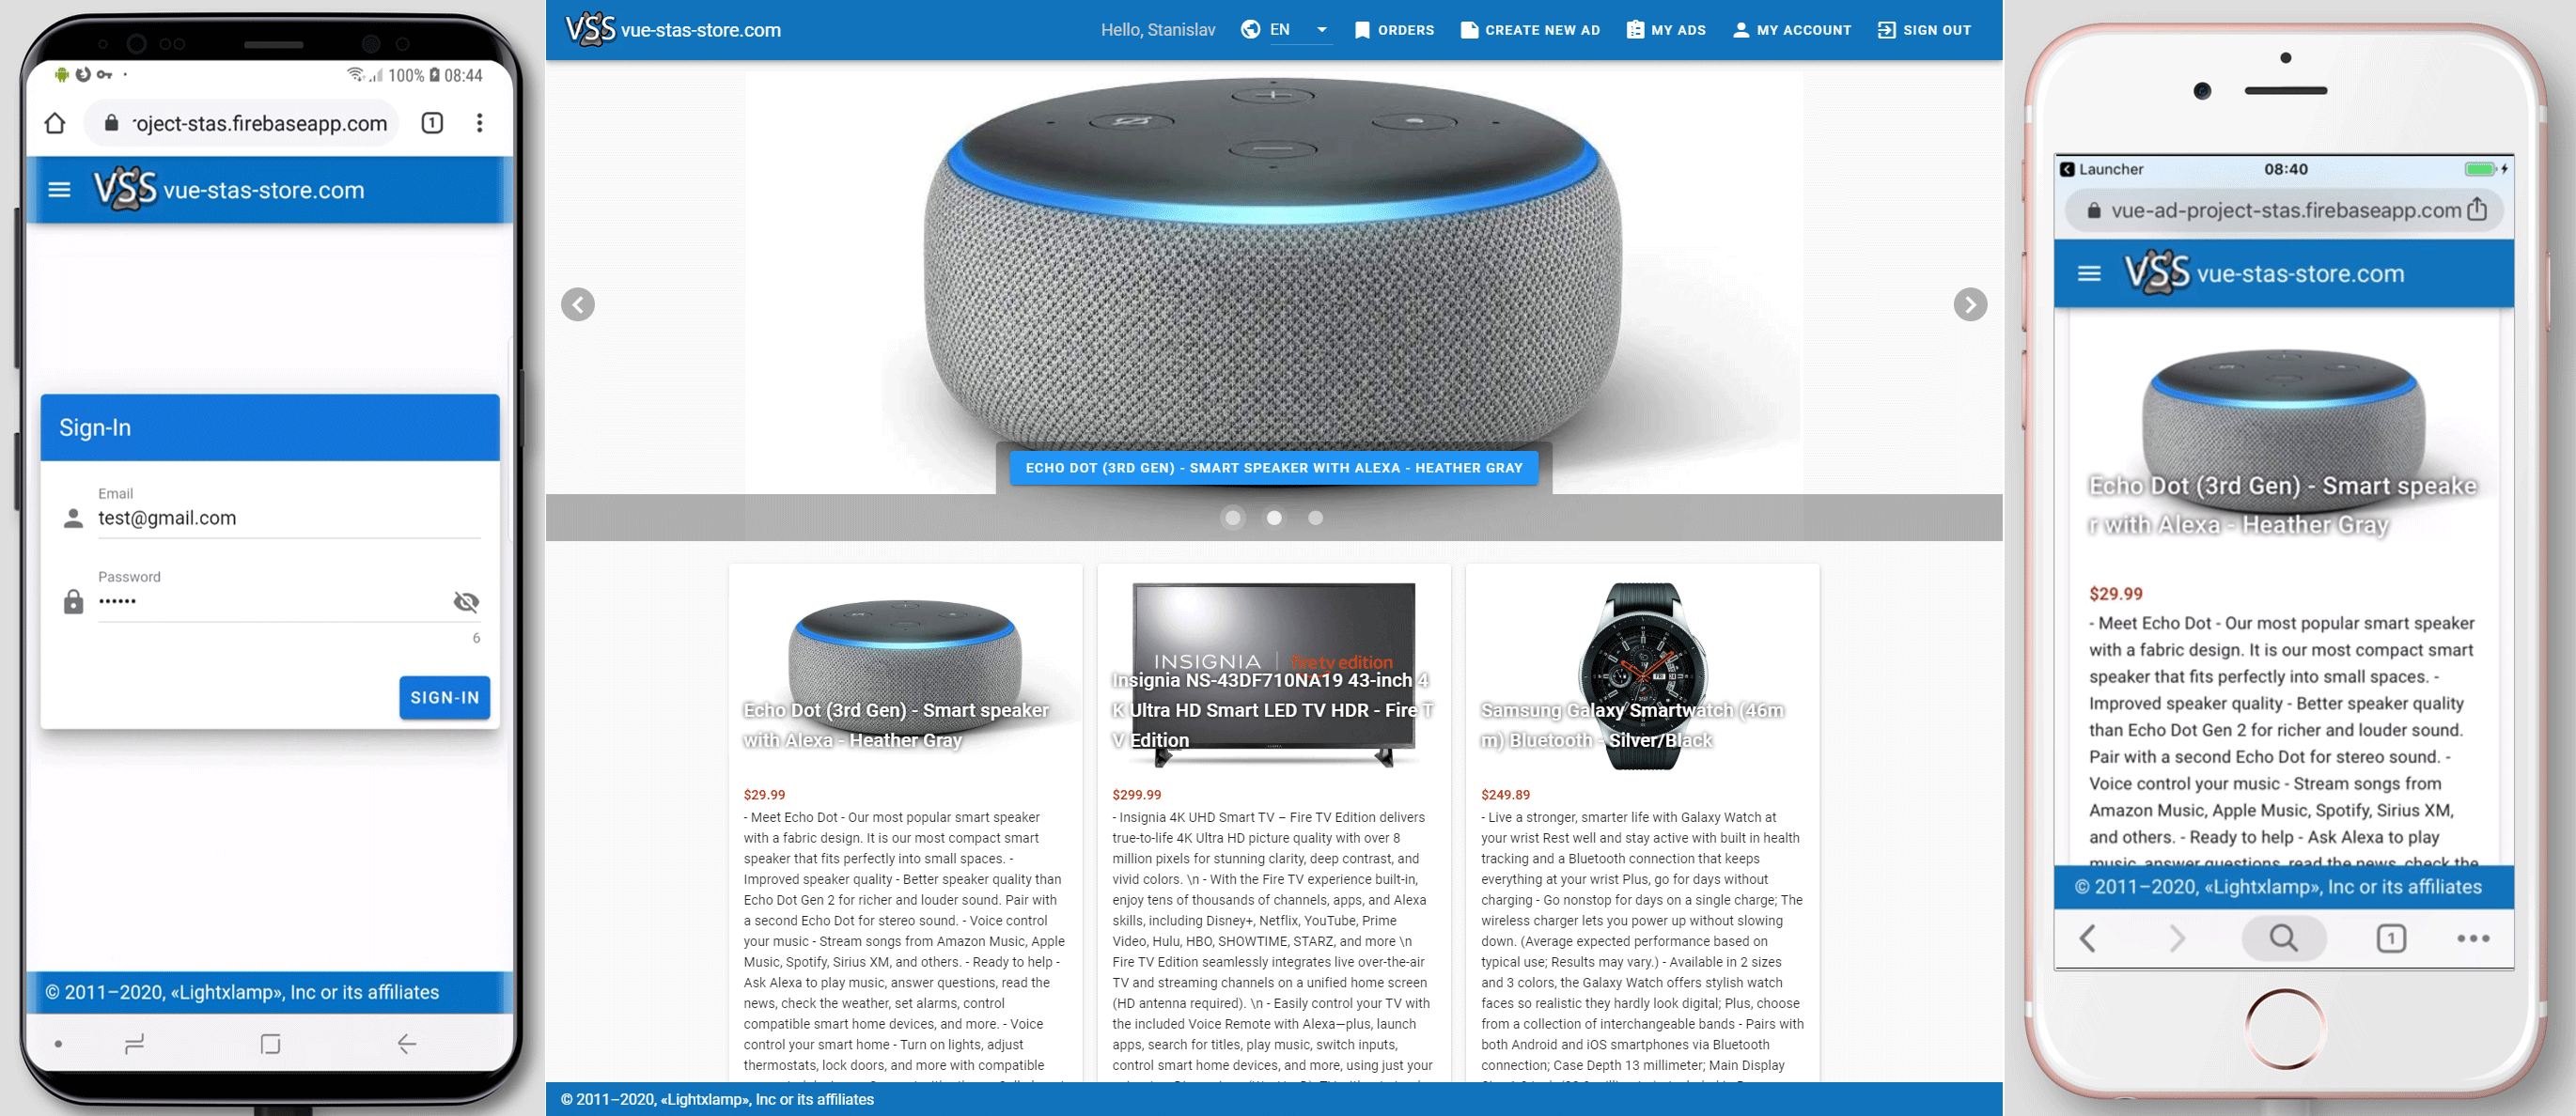 100% 08:44
roject-stas.firebaseapp.com 1
VSS vue-stas-store.com
Sign-In
Email
test@gmail.com
Password
••••••
6
SIGN-IN
© 2011–2020, «Lightxlamp», Inc or its affiliates
VSS vue-stas-store.com
Hello, Stanislav EN ORDERS CREATE NEW AD MY ADS MY ACCOUNT SIGN OUT
ECHO DOT (3RD GEN) - SMART SPEAKER WITH ALEXA - HEATHER GRAY
Echo Dot (3rd Gen) - Smart speaker
with Alexa - Heather Gray
$29.99
- Meet Echo Dot - Our most popular smart speaker
with a fabric design. It is our most compact smart
speaker that fits perfectly into small spaces. -
Improved speaker quality - Better speaker quality than
Echo Dot Gen 2 for richer and louder sound. Pair with
a second Echo Dot for stereo sound. - Voice control
your music - Stream songs from Amazon Music, Apple
Music, Spotify, Sirius XM, and others. - Ready to help -
Ask Alexa to play music, answer questions, read the
news, check the weather, set alarms, control
compatible smart home devices, and more. - Voice
control your smart home - Turn on lights, adjust
thermostats, lock doors, and more with compatible
INSIGNIA | fire tv edition
Insignia NS-43DF710NA19 43-inch 4
K Ultra HD Smart LED TV HDR - Fire T
V Edition
$299.99
- Insignia 4K UHD Smart TV – Fire TV Edition delivers
true-to-life 4K Ultra HD picture quality with over 8
million pixels for stunning clarity, deep contrast, and
vivid colors. \n - With the Fire TV experience built-in,
enjoy tens of thousands of channels, apps, and Alexa
skills, including Disney+, Netflix, YouTube, Prime
Video, Hulu, HBO, SHOWTIME, STARZ, and more \n
Fire TV Edition seamlessly integrates live over-the-air
TV and streaming channels on a unified home screen
(HD antenna required). \n - Easily control your TV with
the included Voice Remote with Alexa—plus, launch
apps, search for titles, play music, switch inputs,
control smart home devices, and more, using just your
Samsung Galaxy Smartwatch (46m
m) Bluetooth - Silver/Black
$249.89
- Live a stronger, smarter life with Galaxy Watch at
your wrist Rest well and stay active with built in health
tracking and a Bluetooth connection that keeps
everything at your wrist Plus, go for days without
charging - Go nonstop for days on a single charge; The
wireless charger lets you power up without slowing
down. (Average expected performance based on
typical use; Results may vary.) - Available in 2 sizes
and 3 colors, the Galaxy Watch offers stylish watch
faces so realistic they hardly look digital; Plus, choose
from a collection of interchangeable bands - Pairs with
both Android and iOS smartphones via Bluetooth
connection; Case Depth 13 millimeter; Main Display
© 2011–2020, «Lightxlamp», Inc or its affiliates
Launcher 08:40
vue-ad-project-stas.firebaseapp.com
VSS vue-stas-store.com
Echo Dot (3rd Gen) - Smart speake
r with Alexa - Heather Gray
$29.99
- Meet Echo Dot - Our most popular smart speaker
with a fabric design. It is our most compact smart
speaker that fits perfectly into small spaces. -
Improved speaker quality - Better speaker quality
than Echo Dot Gen 2 for richer and louder sound.
Pair with a second Echo Dot for stereo sound. -
Voice control your music - Stream songs from
Amazon Music, Apple Music, Spotify, Sirius XM,
and others. - Ready to help - Ask Alexa to play
music, answer questions, read the news, check the
© 2011–2020, «Lightxlamp», Inc or its affiliates
1